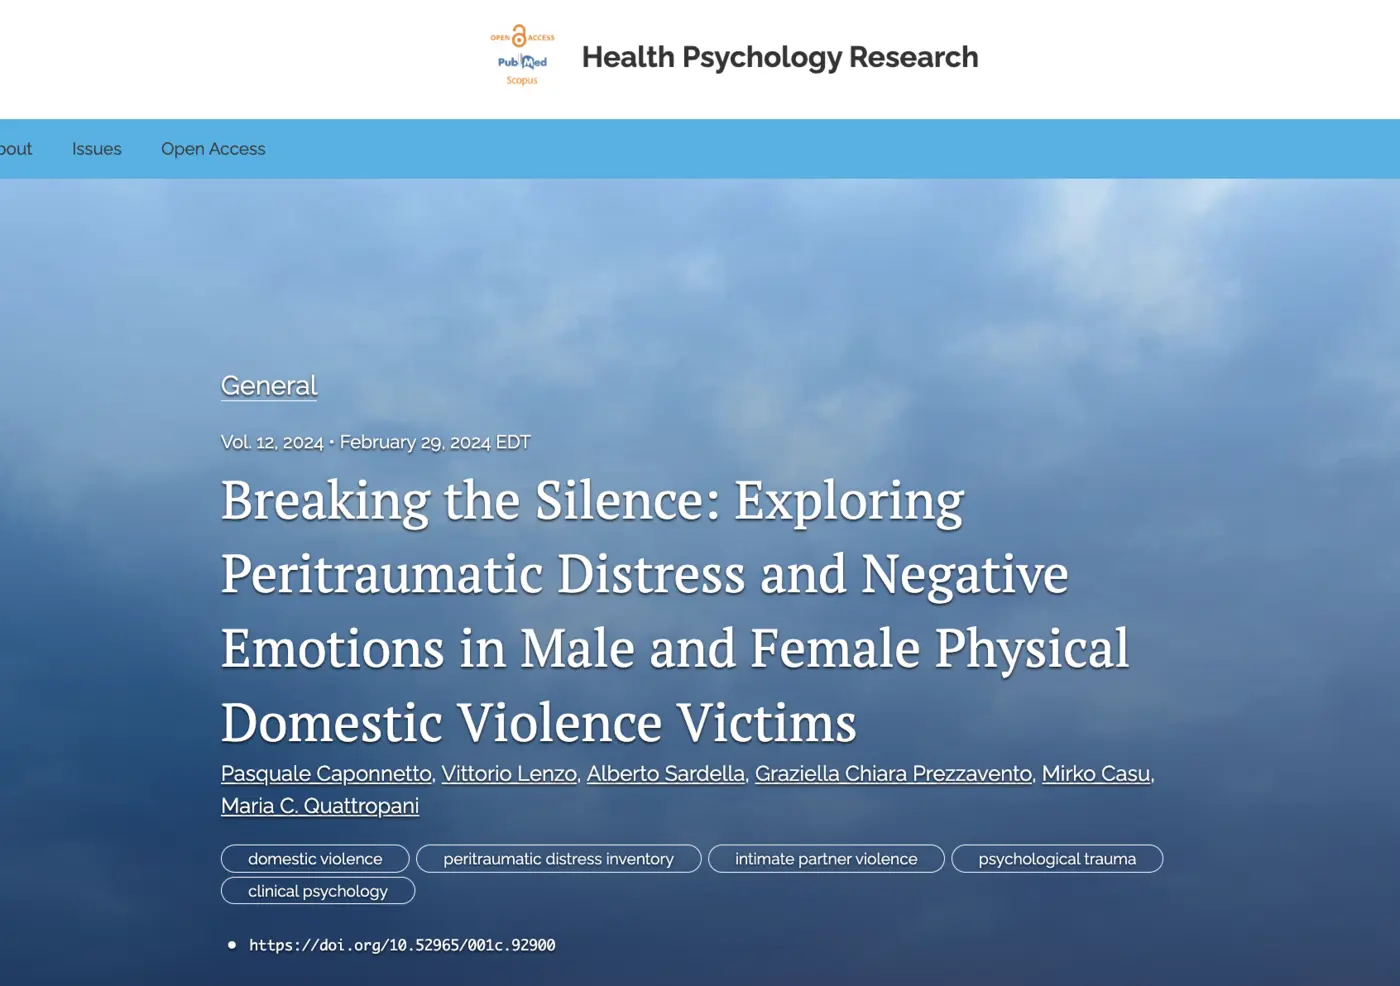 OPEN ACCESS
PubMed
Scopus
Health Psychology Research
bout Issues Open Access
General
Vol. 12, 2024 • February 29, 2024 EDT
Breaking the Silence: Exploring
Peritraumatic Distress and Negative
Emotions in Male and Female Physical
Domestic Violence Victims
Pasquale Caponnetto, Vittorio Lenzo, Alberto Sardella, Graziella Chiara Prezzavento, Mirko Casu,
Maria C. Quattropani
domestic violence peritraumatic distress inventory intimate partner violence psychological trauma
clinical psychology
• https://doi.org/10.52965/001c.92900